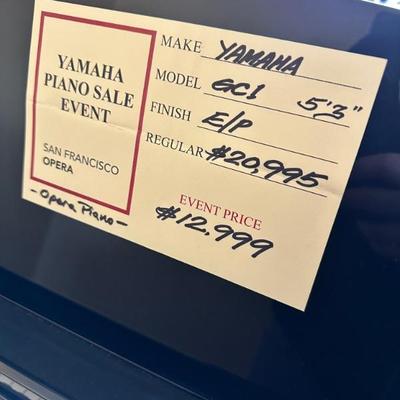 YAMAHA
PIANO SALE
EVENT
SAN FRANCISCO
OPERA
- Opera Piano -
MAKE YAMAHA
MODEL GC1 5'3"
FINISH E/P
REGULAR $20,995
EVENT PRICE
$12,999